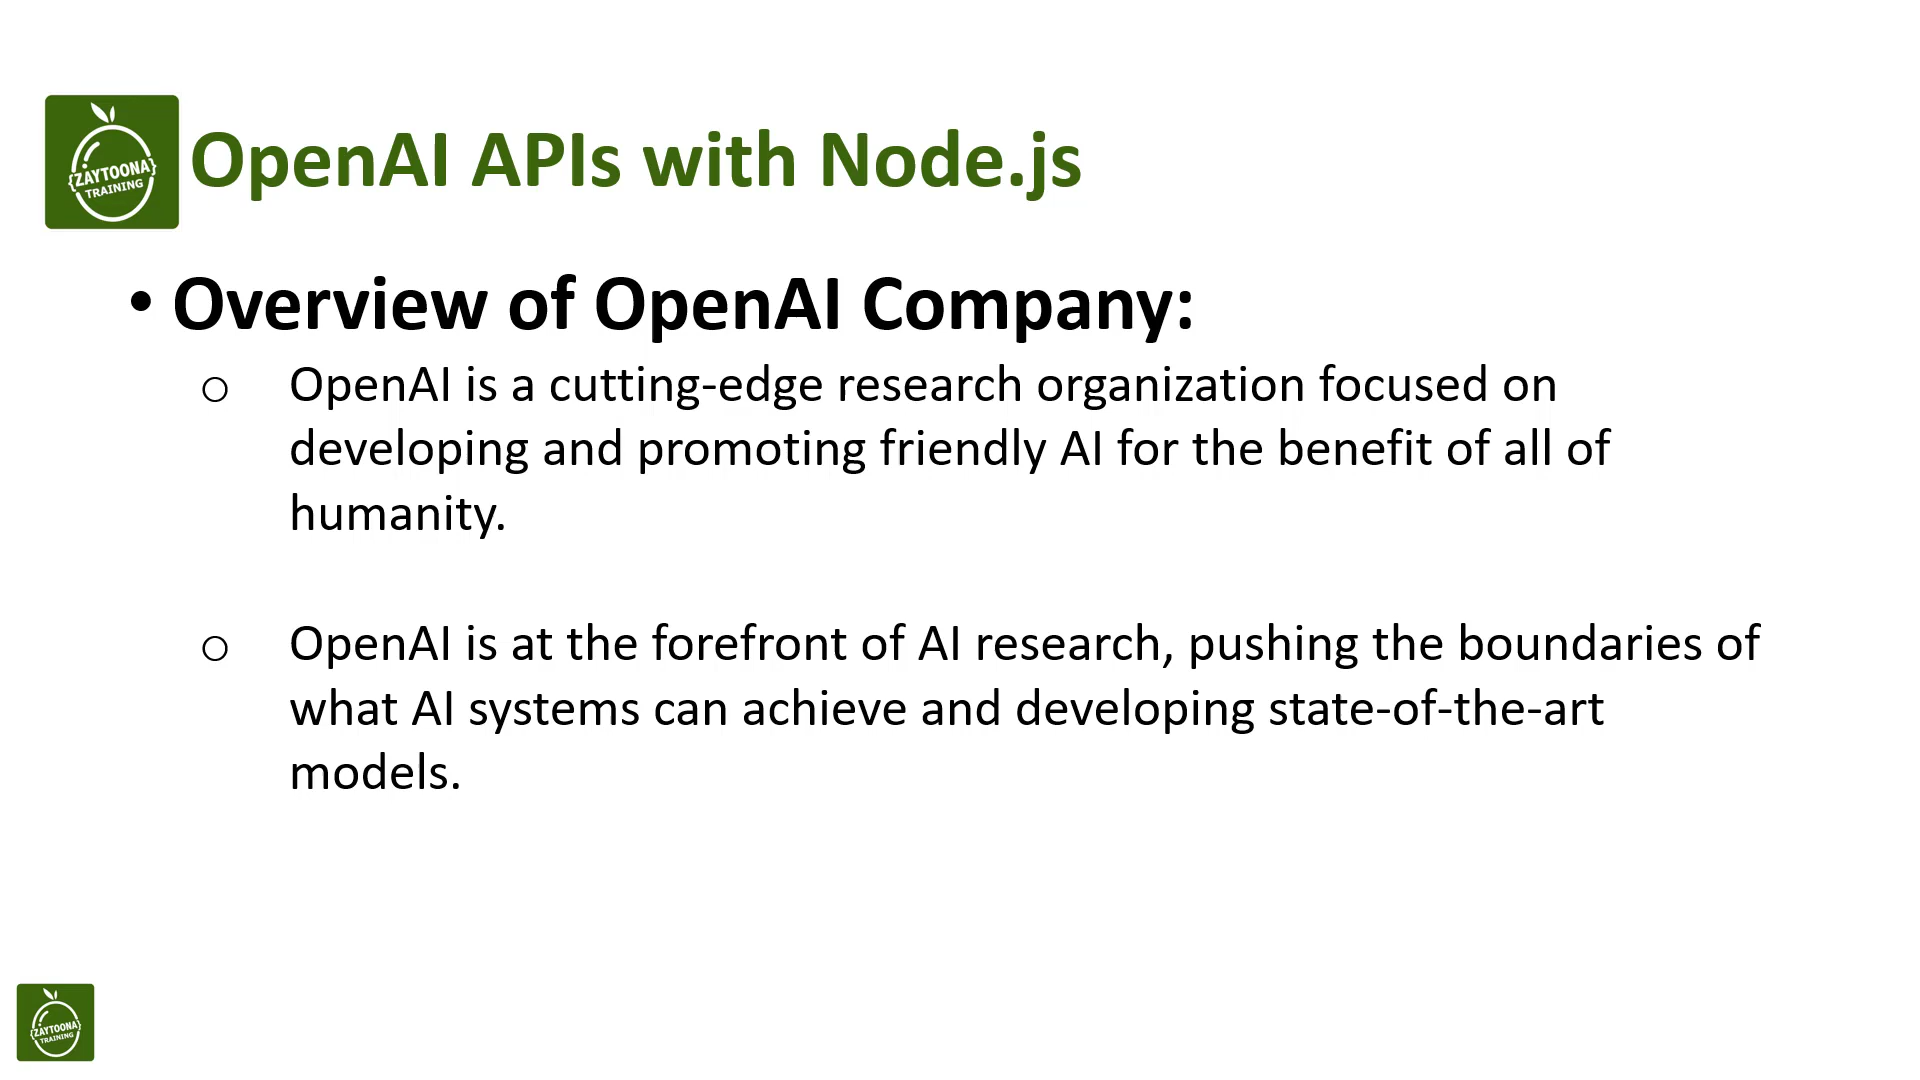 {ZAYTOONA}
TRAINING
OpenAI APIs with Node.js
• Overview of OpenAI Company:
o OpenAI is a cutting-edge research organization focused on
developing and promoting friendly AI for the benefit of all of
humanity.
o OpenAI is at the forefront of AI research, pushing the boundaries of
what AI systems can achieve and developing state-of-the-art
models.
{ZAYTOONA}
TRAINING